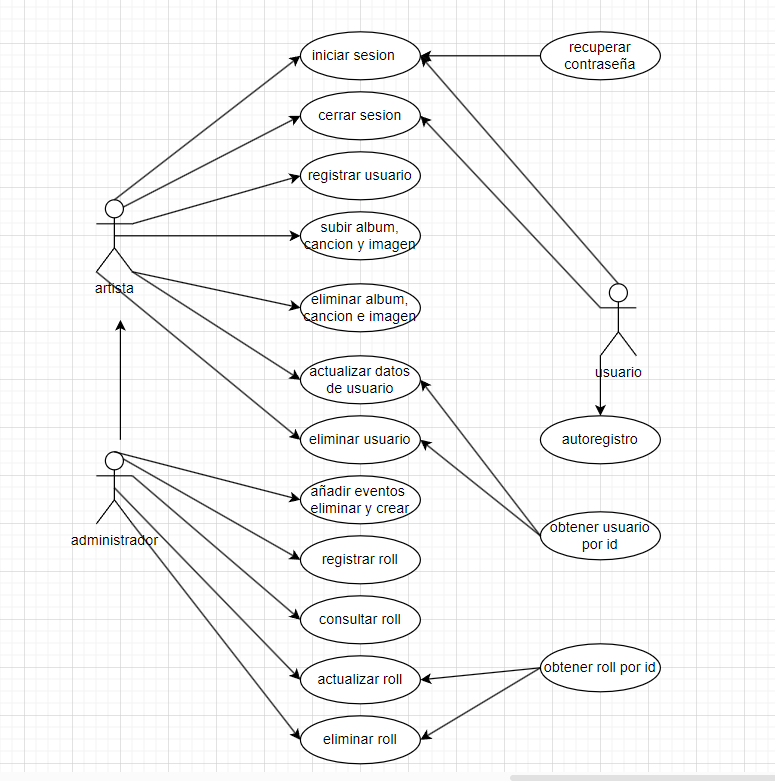 iniciar sesion
recuperar
contraseña
cerrar sesion
registrar usuario
subir album,
cancion y imagen
artista
eliminar album,
cancion e imagen
usuario
actualizar datos
de usuario
eliminar usuario
autoregistro
añadir eventos
eliminar y crear
administrador
obtener usuario
por id
registrar roll
consultar roll
actualizar roll
obtener roll por id
eliminar roll